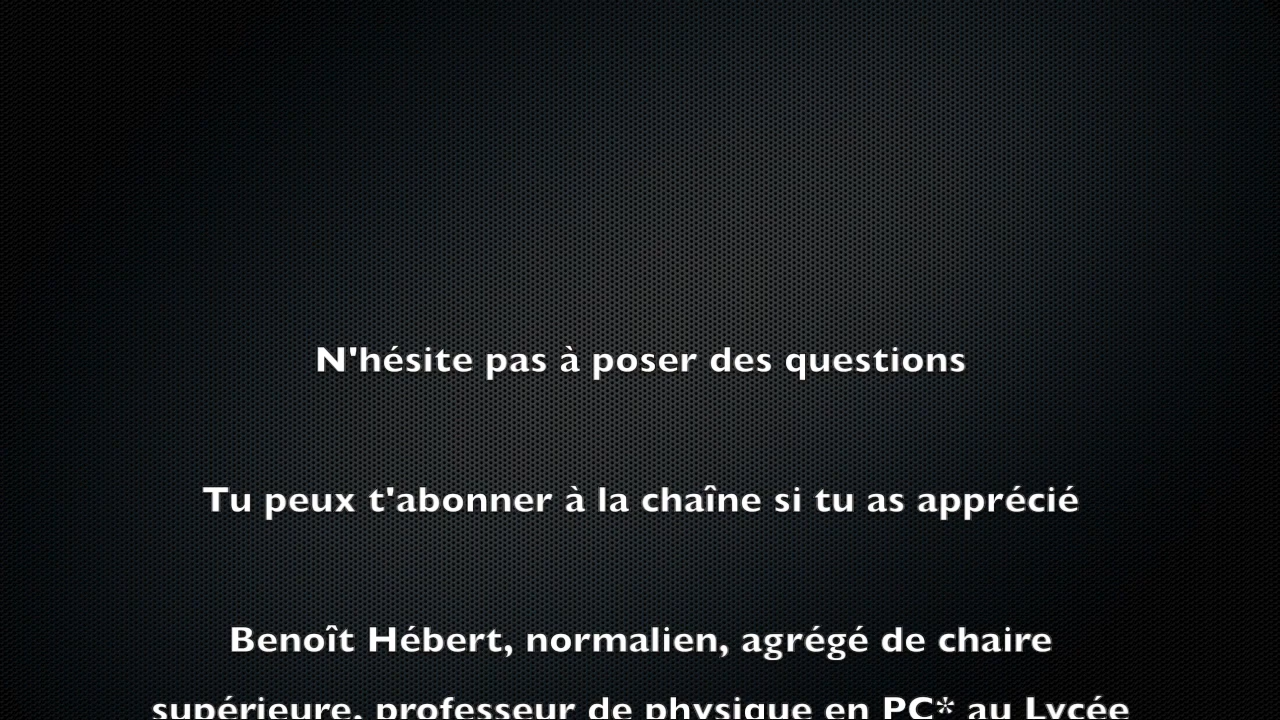 N'hésite pas à poser des questions
Tu peux t'abonner à la chaîne si tu as apprécié
Benoît Hébert, normalien, agrégé de chaire
supérieure, professeur de physique en PC* au Lycée